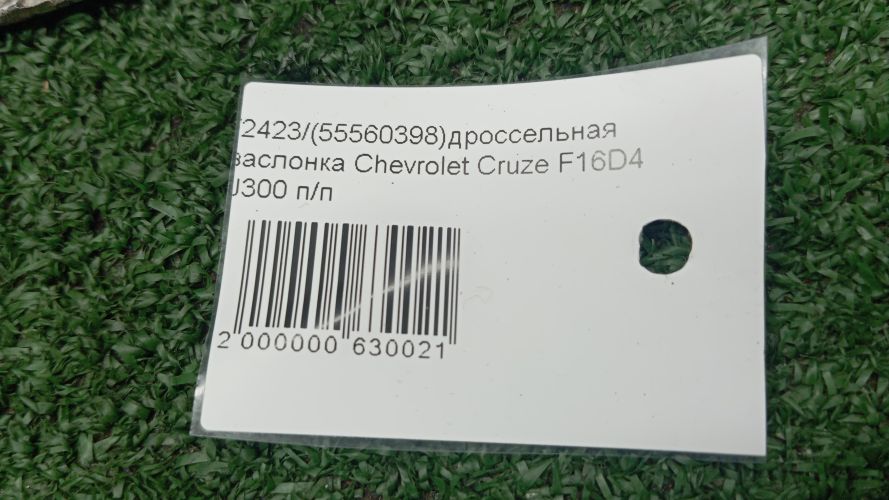 2423/(55560398)дроссельная
заслонка Chevrolet Cruze F16D4
J300 п/п
2 000000 630021